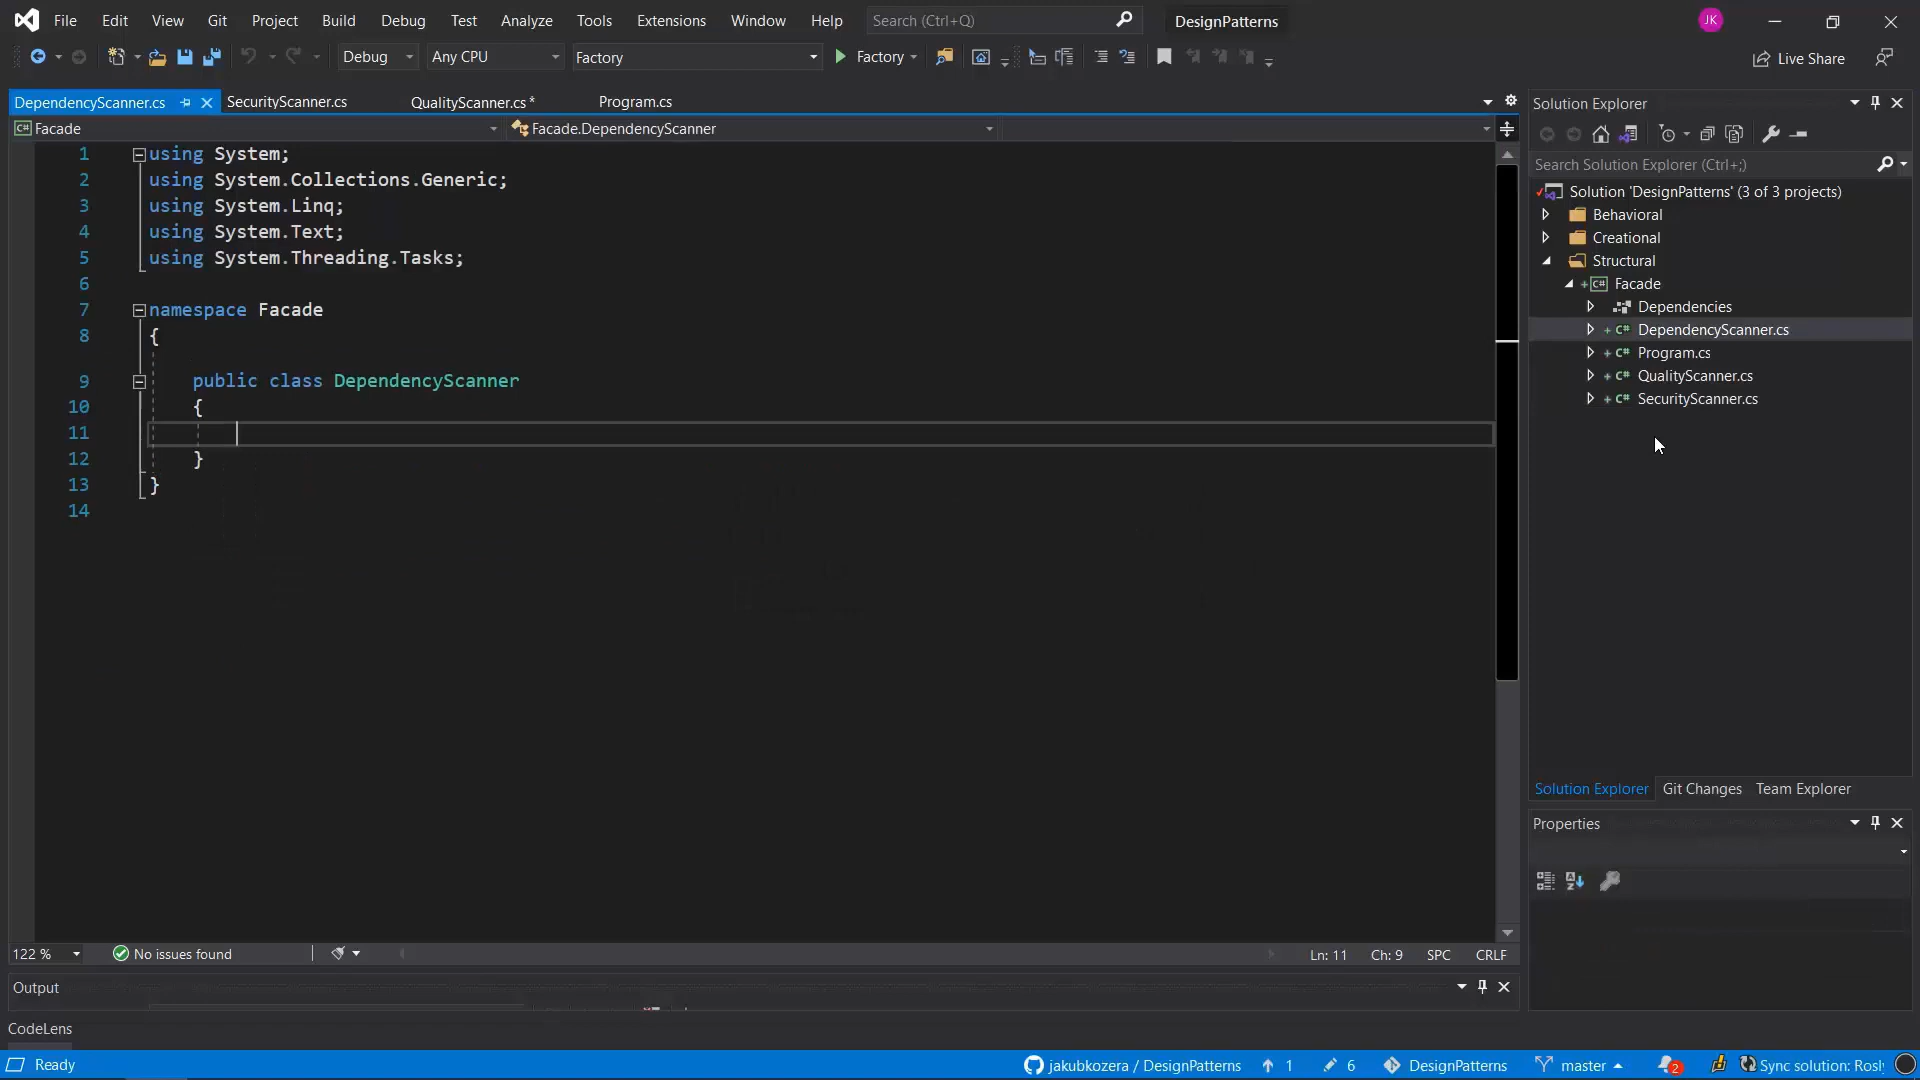 File Edit View Git Project Build Debug Test Analyze Tools Extensions Window Help Search (Ctrl+Q) DesignPatterns JK
Debug Any CPU Factory Factory Live Share
DependencyScanner.cs SecurityScanner.cs QualityScanner.cs* Program.cs
C# Facade Facade.DependencyScanner
1 using System;
2 using System.Collections.Generic;
3 using System.Linq;
4 using System.Text;
5 using System.Threading.Tasks;
6
7 namespace Facade
8 {
9 public class DependencyScanner
10 {
11
12 }
13 }
14
122 % No issues found Ln: 11 Ch: 9 SPC CRLF
Output
CodeLens
Solution Explorer
Search Solution Explorer (Ctrl+;)
Solution 'DesignPatterns' (3 of 3 projects)
Behavioral
Creational
Structural
C# Facade
Dependencies
C# DependencyScanner.cs
C# Program.cs
C# QualityScanner.cs
C# SecurityScanner.cs
Solution Explorer Git Changes Team Explorer
Properties
Ready jakubkozera / DesignPatterns 1 6 DesignPatterns master 2 Sync solution: Rosly